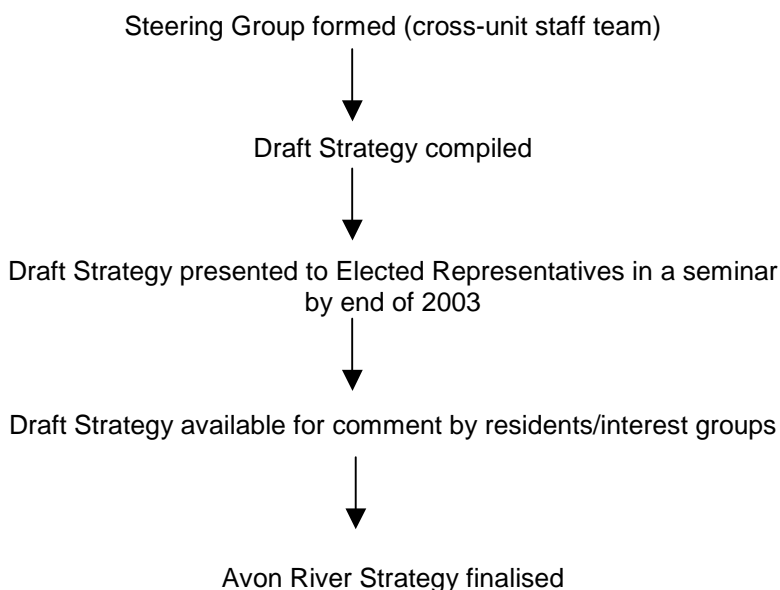 Steering Group formed (cross-unit staff team)
Draft Strategy compiled
Draft Strategy presented to Elected Representatives in a seminar
by end of 2003
Draft Strategy available for comment by residents/interest groups
Avon River Strategy finalised